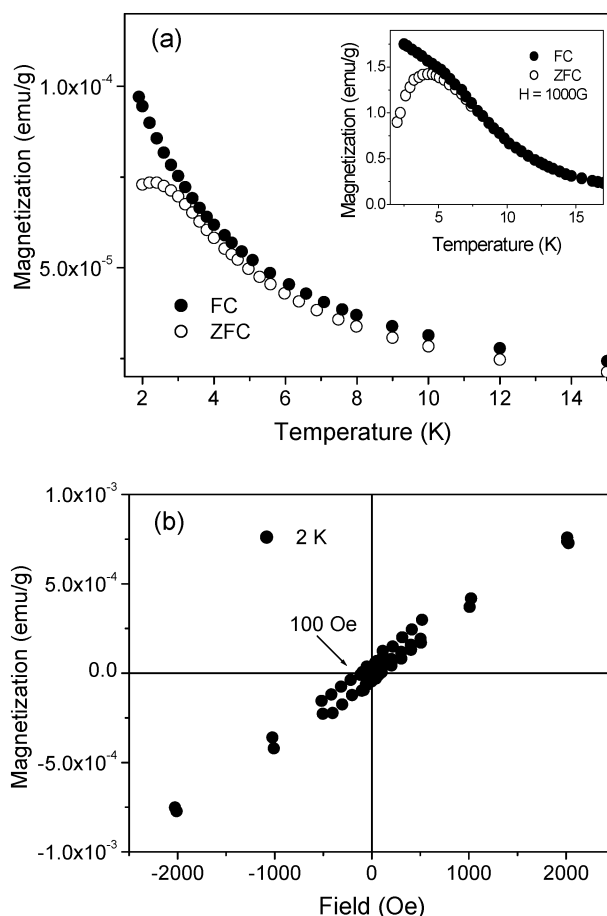 (a)
Magnetization (emu/g)
1.0x10⁻⁴
5.0x10⁻⁵
FC
ZFC
2 4 6 8 10 12 14
Temperature (K)
Magnetization (emu/g)
1.5
1.0
0.5
0.0
FC
ZFC
H = 1000G
5 10 15
Temperature (K)
(b)
Magnetization (emu/g)
1.0x10⁻³
5.0x10⁻⁴
0.0
-5.0x10⁻⁴
-1.0x10⁻³
2 K
100 Oe
-2000 -1000 0 1000 2000
Field (Oe)